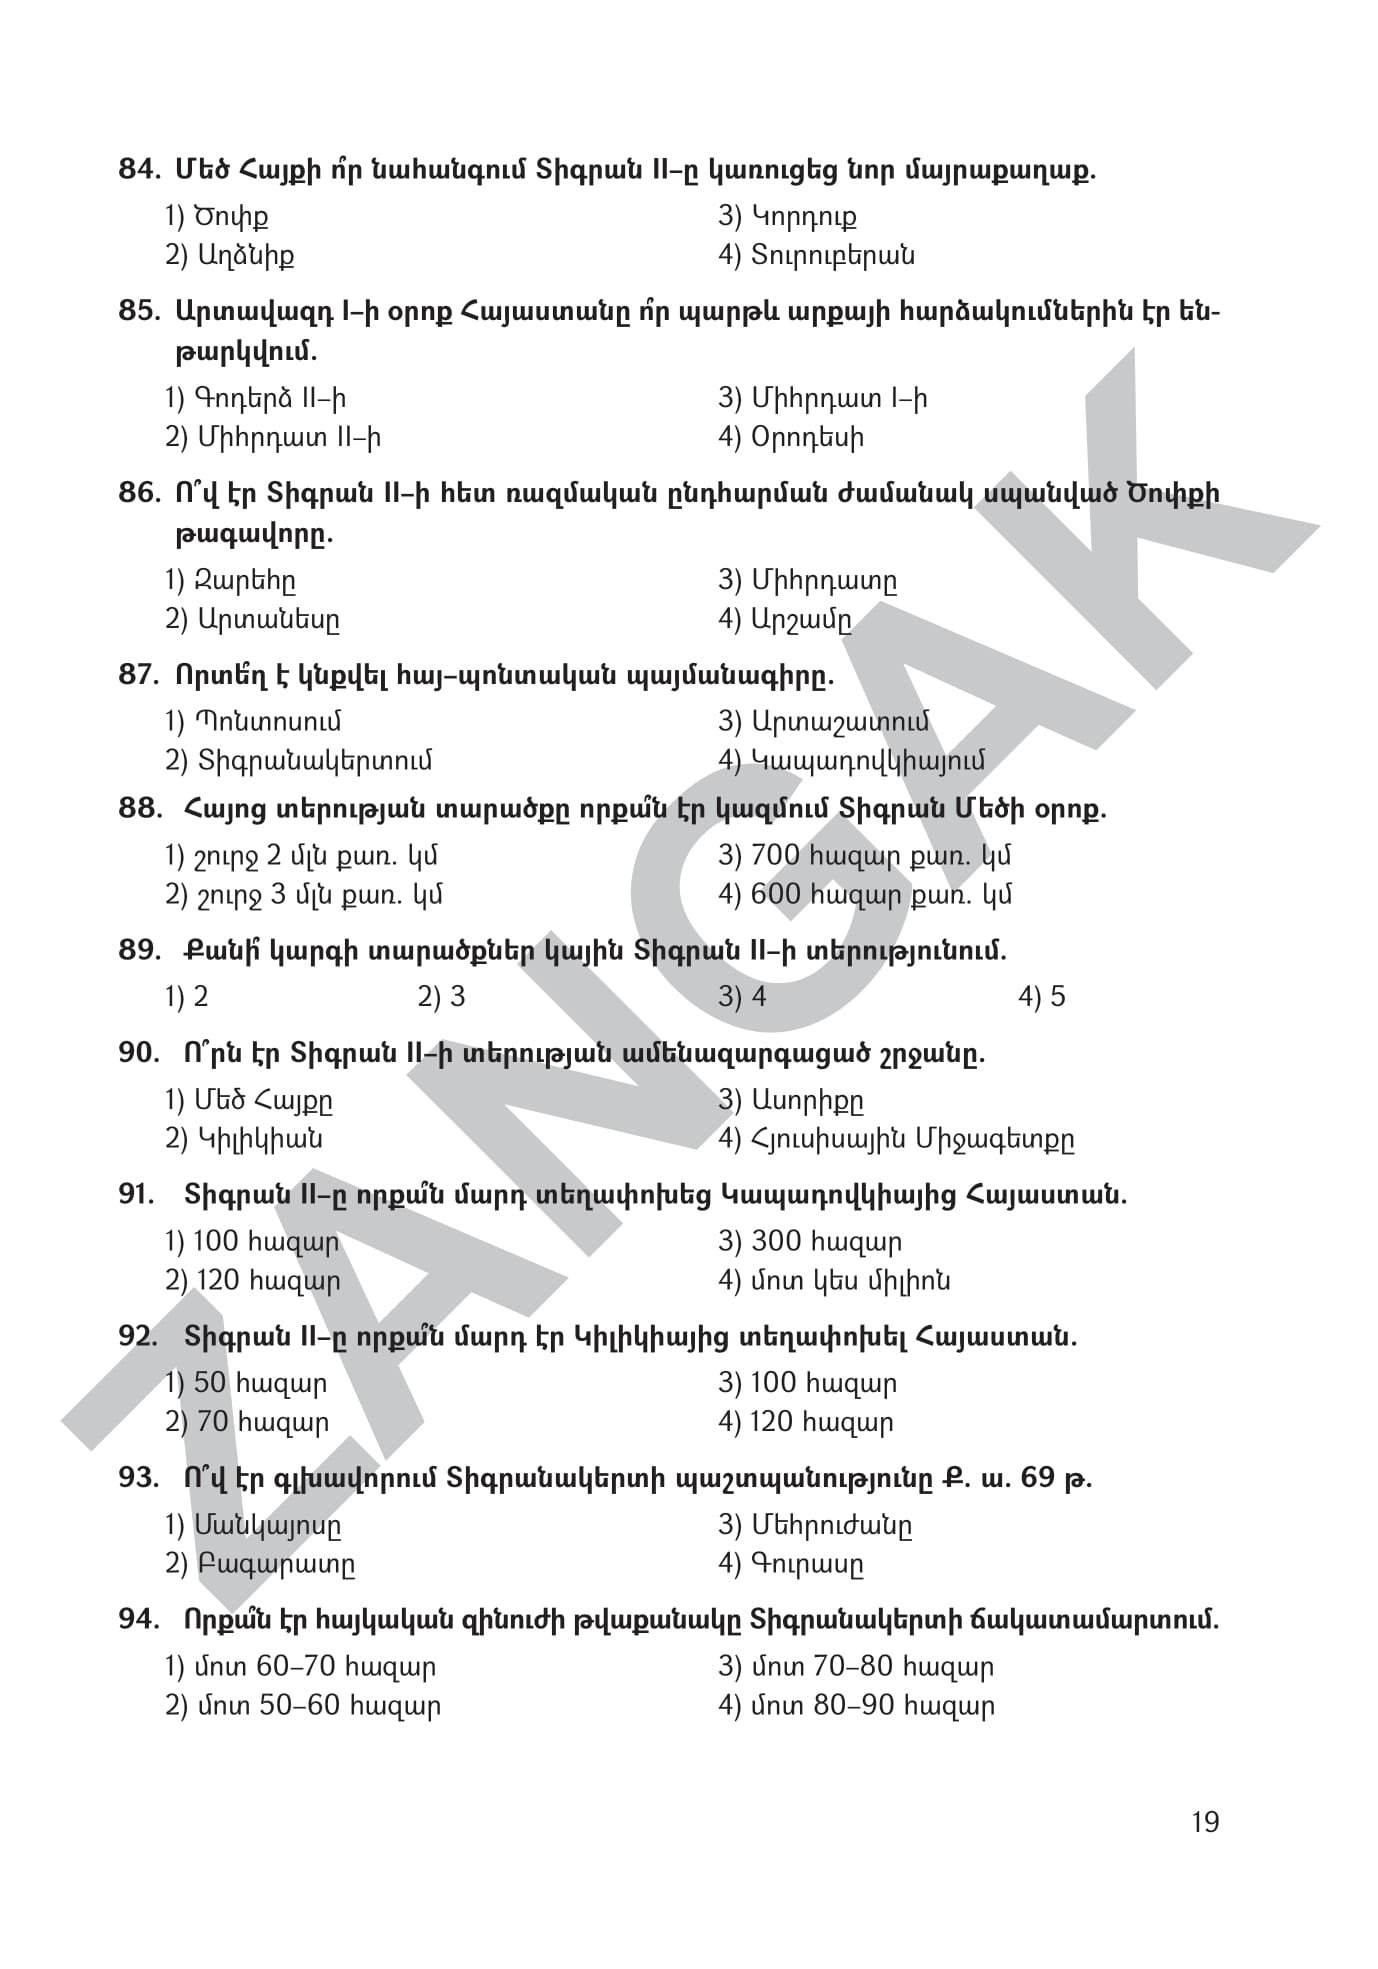 84. Մեծ Հայքի ո՞ր նահանգում Տիգրան II–ը կառուցեց նոր մայրաքաղաք.
1) Ծոփք
3) Կորդուք
2) Աղձնիք
4) Տուրուբերան
85. Արտավազդ I–ի օրոք Հայաստանը ո՞ր պարթև արքայի հարձակումներին էր են-
թարկվում.
1) Գոդերձ II–ի
3) Միհրդատ I–ի
2) Միհրդատ II–ի
4) Օրոդեսի
86. Ո՞վ էր Տիգրան II–ի հետ ռազմական ընդհարման ժամանակ սպանված Ծոփքի
թագավորը.
1) Զարեհը
3) Միհրդատը
2) Արտանեսը
4) Արշամը
87. Որտե՞ղ է կնքվել հայ–պոնտական պայմանագիրը.
1) Պոնտոսում
3) Արտաշատում
2) Տիգրանակերտում
4) Կապադովկիայում
88. Հայոց տերության տարածքը որքա՞ն էր կազմում Տիգրան Մեծի օրոք.
1) շուրջ 2 մլն քառ. կմ
3) 700 հազար քառ. կմ
2) շուրջ 3 մլն քառ. կմ
4) 600 հազար քառ. կմ
89. Քանի՞ կարգի տարածքներ կային Տիգրան II–ի տերությունում.
1) 2 2) 3 3) 4 4) 5
90. Ո՞րն էր Տիգրան II–ի տերության ամենազարգացած շրջանը.
1) Մեծ Հայքը
3) Ասորիքը
2) Կիլիկիան
4) Հյուսիսային Միջագետքը
91. Տիգրան II–ը որքա՞ն մարդ տեղափոխեց Կապադովկիայից Հայաստան.
1) 100 հազար
3) 300 հազար
2) 120 հազար
4) մոտ կես միլիոն
92. Տիգրան II–ը որքա՞ն մարդ էր Կիլիկիայից տեղափոխել Հայաստան.
1) 50 հազար
3) 100 հազար
2) 70 հազար
4) 120 հազար
93. Ո՞վ էր գլխավորում Տիգրանակերտի պաշտպանությունը Ք. ա. 69 թ.
1) Մանկայոսը
3) Մեհրուժանը
2) Բագարատը
4) Գուրասը
94. Որքա՞ն էր հայկական զինուժի թվաքանակը Տիգրանակերտի ճակատամարտում.
1) մոտ 60–70 հազար
3) մոտ 70–80 հազար
2) մոտ 50–60 հազար
4) մոտ 80–90 հազար
19
ZANGAK